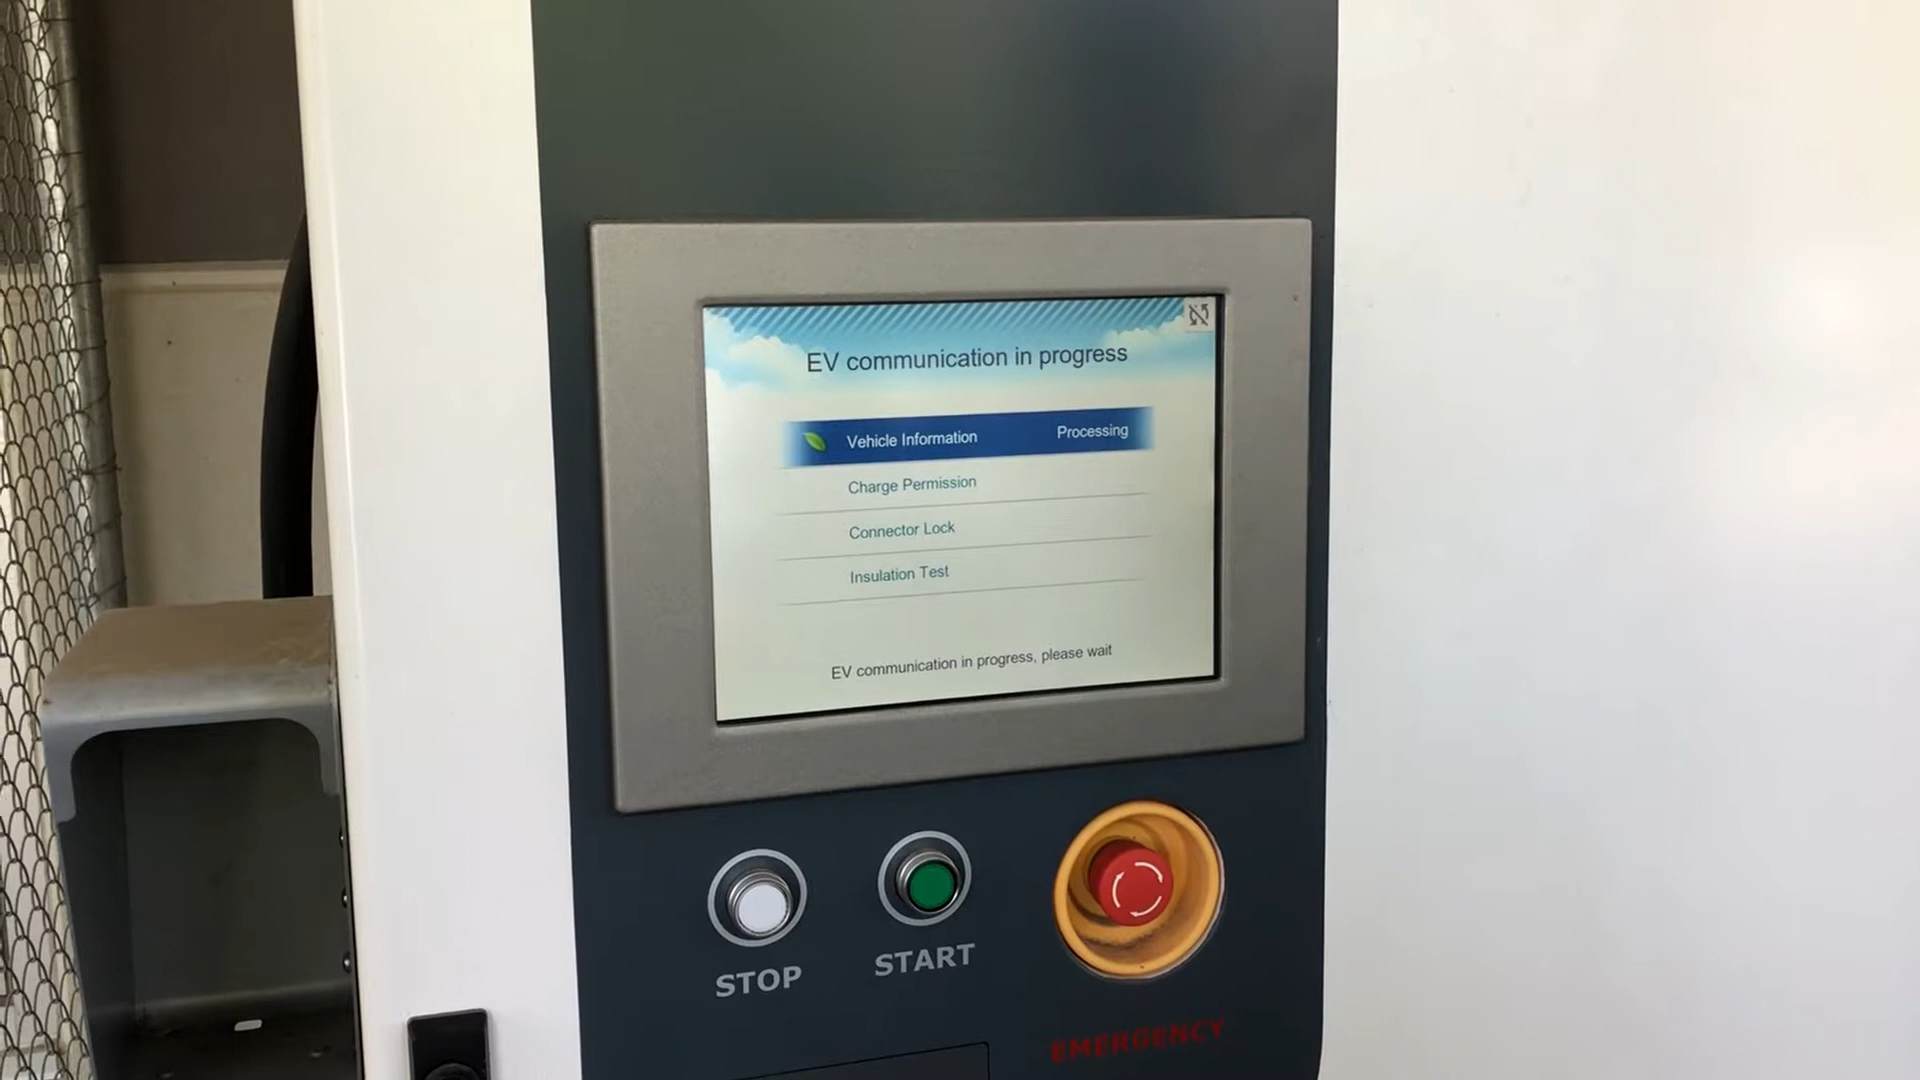 EV communication in progress
Vehicle Information Processing
Charge Permission
Connector Lock
Insulation Test
EV communication in progress, please wait
STOP
START
EMERGENCY